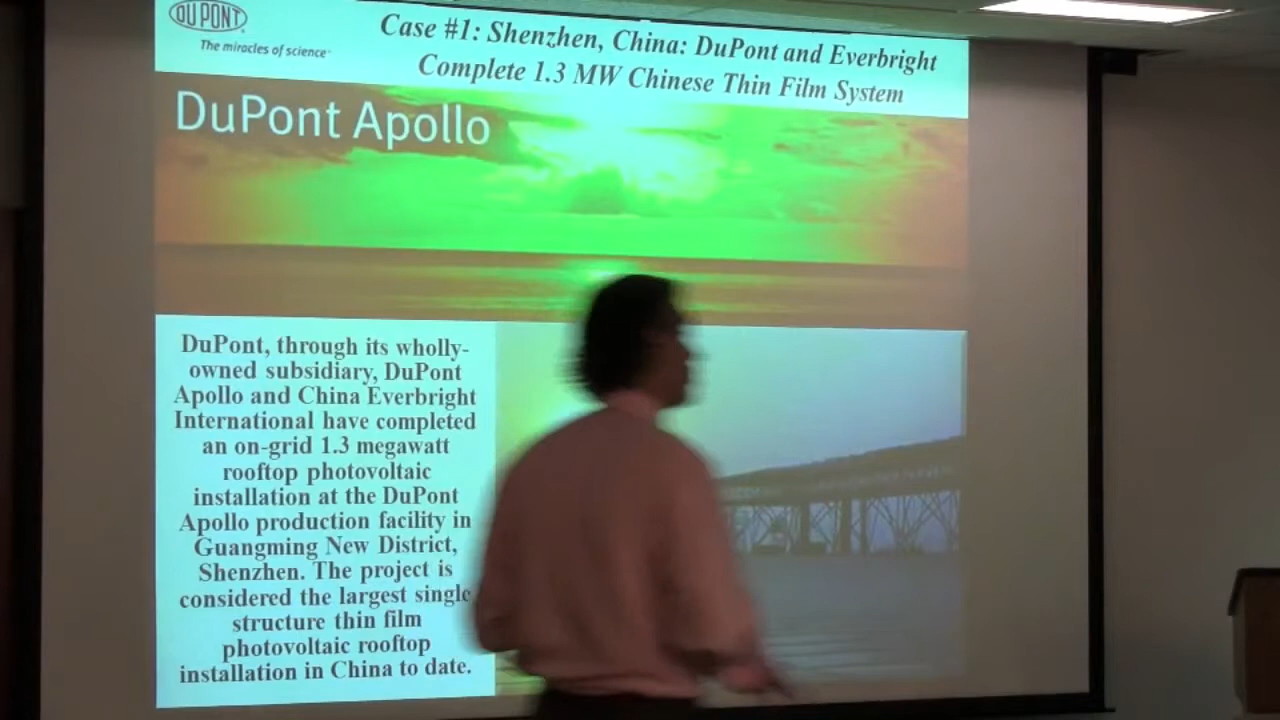 DU PONT
The miracles of science
Case #1: Shenzhen, China: DuPont and Everbright
Complete 1.3 MW Chinese Thin Film System
DuPont Apollo
DuPont, through its wholly-
owned subsidiary, DuPont
Apollo and China Everbright
International have completed
an on-grid 1.3 megawatt
rooftop photovoltaic
installation at the DuPont
Apollo production facility in
Guangming New District,
Shenzhen. The project is
considered the largest single
structure thin film
photovoltaic rooftop
installation in China to date.